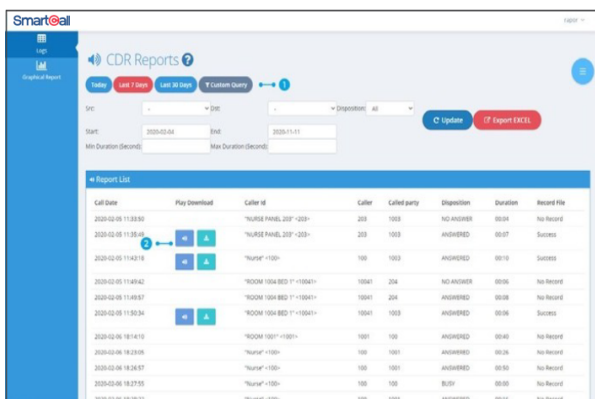 SmartCall
Logs
Graphical Report
CDR Reports ?
Today Last 7 Days Last 30 Days Custom Query 1
Src: - Dst: - Disposition: All
Update Export EXCEL
Start: 2020-02-04 End: 2020-11-11
Min Duration (Second): Max Duration (Second):
Report List
Call Date Play Download Caller Id Caller Called party Disposition Duration Record File
2020-02-05 11:33:50 "NURSE PANEL 203" <203> 203 1003 NO ANSWER 00:04 No Record
2020-02-05 11:38:48 "NURSE PANEL 203" <203> 203 1003 ANSWERED 00:07 Success
2
2020-02-05 11:43:18 "Nurse" <100> 100 1003 ANSWERED 00:10 Success
2020-02-05 11:49:42 "ROOM 1004 BED 1" <10041> 10041 204 NO ANSWER 00:06 No Record
2020-02-05 11:49:57 "ROOM 1004 BED 1" <10041> 10041 204 ANSWERED 00:08 No Record
2020-02-05 11:50:34 "ROOM 1004 BED 1" <10041> 10041 1003 ANSWERED 00:06 Success
2020-02-06 18:14:10 "ROOM 1001" <1001> 1001 100 ANSWERED 00:40 No Record
2020-02-06 18:23:05 "Nurse" <100> 100 1001 ANSWERED 00:26 No Record
2020-02-06 18:26:57 "Nurse" <100> 100 1001 ANSWERED 00:50 No Record
2020-02-06 18:27:55 "Nurse" <100> 100 100 BUSY 00:00 No Record